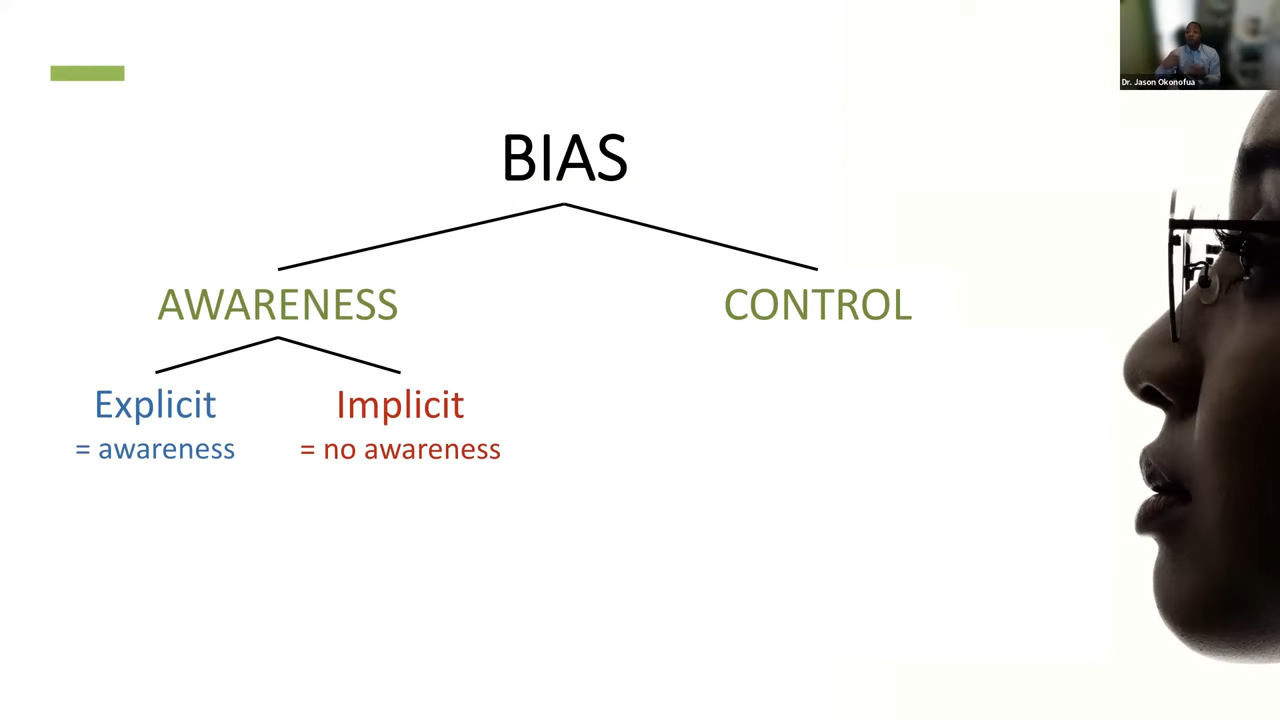 Dr. Jason Okonofua
BIAS
AWARENESS
CONTROL
Explicit
= awareness
Implicit
= no awareness